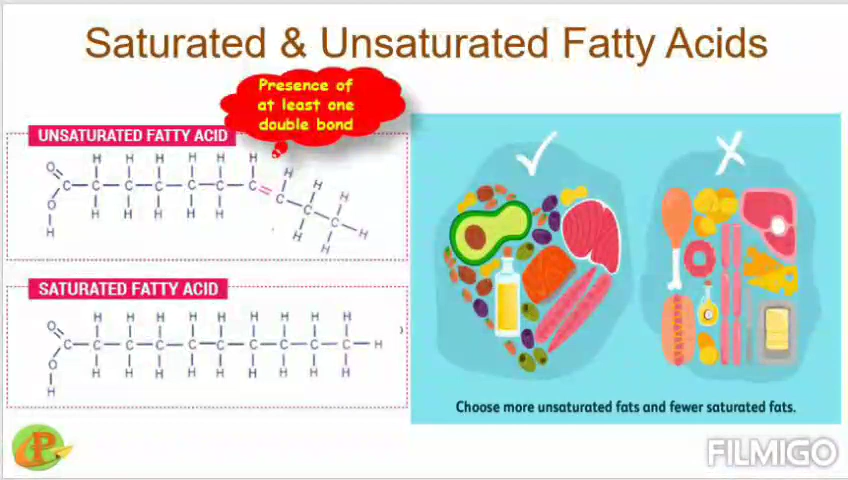 Saturated & Unsaturated Fatty Acids
Presence of
at least one
double bond
UNSATURATED FATTY ACID
H H H H H H
O
C C C C C C C C C
O
H H H H H
H
H H
H H
H
SATURATED FATTY ACID
H H H H H H H H H
O
C C C C C C C C C C H
O
H H H H H H H H H
H
Choose more unsaturated fats and fewer saturated fats.
P
FILMIGO